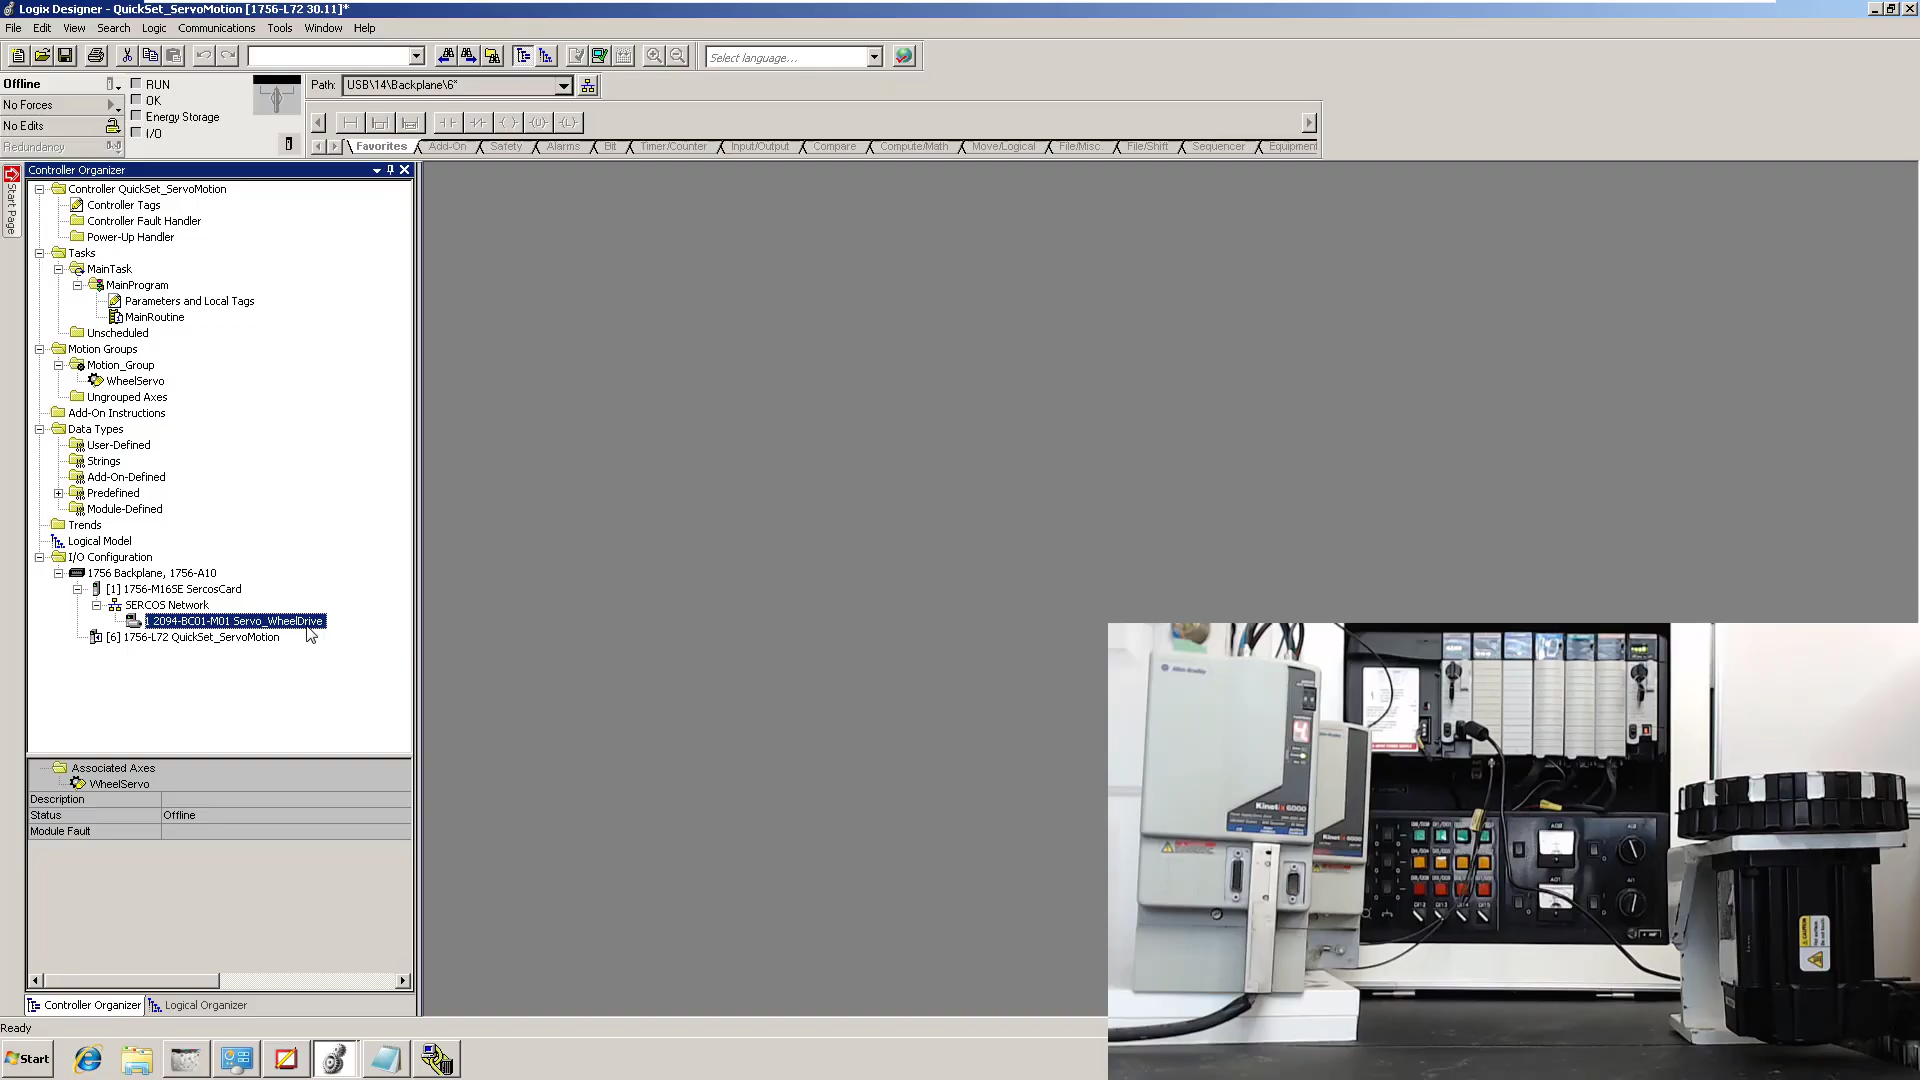 Logix Designer - QuickSet_ServoMotion [1756-L72 30.11]*
File Edit View Search Logic Communications Tools Window Help
Select language...
Offline
RUN
No Forces
OK
No Edits
Energy Storage
Redundancy
I/O
Path: USB\14\Backplane\6*
Favorites Add-On Safety Alarms Bit Timer/Counter Input/Output Compare Compute/Math Move/Logical File/Misc. File/Shift Sequencer Equipment
Start Page
Controller Organizer
Controller QuickSet_ServoMotion
Controller Tags
Controller Fault Handler
Power-Up Handler
Tasks
MainTask
MainProgram
Parameters and Local Tags
MainRoutine
Unscheduled
Motion Groups
Motion_Group
WheelServo
Ungrouped Axes
Add-On Instructions
Data Types
User-Defined
Strings
Add-On-Defined
Predefined
Module-Defined
Trends
Logical Model
I/O Configuration
1756 Backplane, 1756-A10
[1] 1756-M16SE SercosCard
SERCOS Network
1 2094-BC01-M01 Servo_WheelDrive
[6] 1756-L72 QuickSet_ServoMotion
Associated Axes
WheelServo
Description
Status Offline
Module Fault
Controller Organizer Logical Organizer
Ready
Start
Allen-Bradley
4.
Kinetix 6000
Kinetix 6000